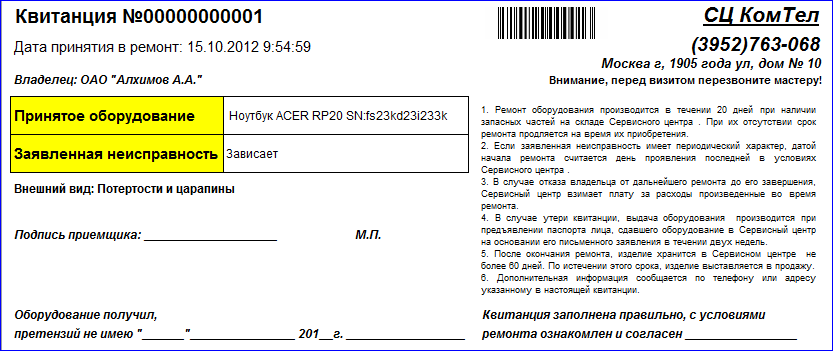 Квитанция №00000000001
Дата принятия в ремонт: 15.10.2012 9:54:59
Владелец: ОАО "Алхимов А.А."
СЦ КомТел
(3952)763-068
Москва г, 1905 года ул, дом № 10
Внимание, перед визитом перезвоните мастеру!
Принятое оборудование Ноутбук ACER RP20 SN:fs23kd23i233k
Заявленная неисправность Зависает
Внешний вид: Потертости и царапины
Подпись приемщика: ___________________ М.П.
1. Ремонт оборудования производится в течении 20 дней при наличии
запасных частей на складе Сервисного центра . При их отсутствии срок
ремонта продляется на время их приобретения.
2. Если заявленная неисправность имеет периодический характер, датой
начала ремонта считается день проявления последней в условиях
Сервисного центра .
3. В случае отказа владельца от дальнейшего ремонта до его завершения,
Сервисный центр взимает плату за расходы произведенные во время
ремонта.
4. В случае утери квитанции, выдача оборудования производится при
предъявлении паспорта лица, сдавшего оборудование в Сервисный центр
на основании его письменного заявления в течении двух недель.
5. После окончания ремонта, изделие хранится в Сервисном центре не
более 60 дней. По истечении этого срока, изделие выставляется в продажу.
6. Дополнительная информация сообщается по телефону или адресу
указанному в настоящей квитанции.
Оборудование получил,
претензий не имею "______"_______________ 201__г. _________________
Квитанция заполнена правильно, с условиями
ремонта ознакомлен и согласен ________________